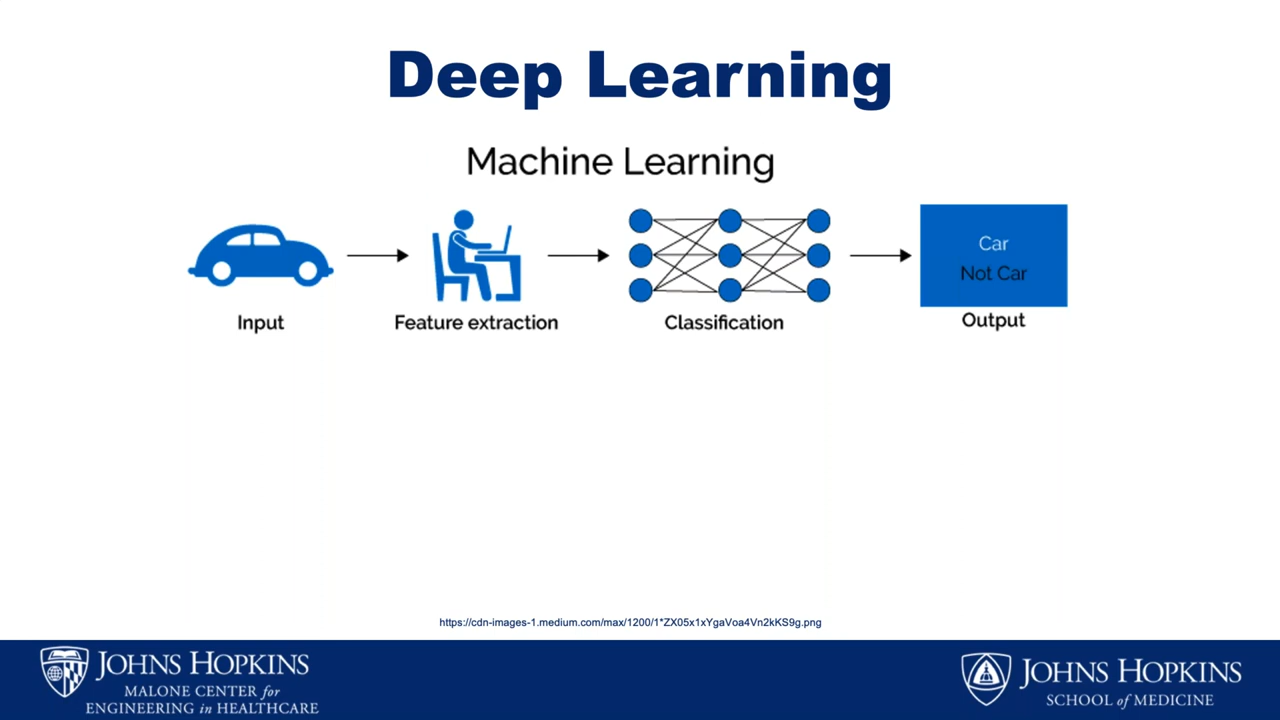 Deep Learning
Machine Learning
Car
Not Car
Input
Feature extraction
Classification
Output
https://cdn-images-1.medium.com/max/1200/1*ZX05x1xYgaVoa4Vn2kKS9g.png
JOHNS HOPKINS
MALONE CENTER for
ENGINEERING in HEALTHCARE
JOHNS HOPKINS
SCHOOL of MEDICINE